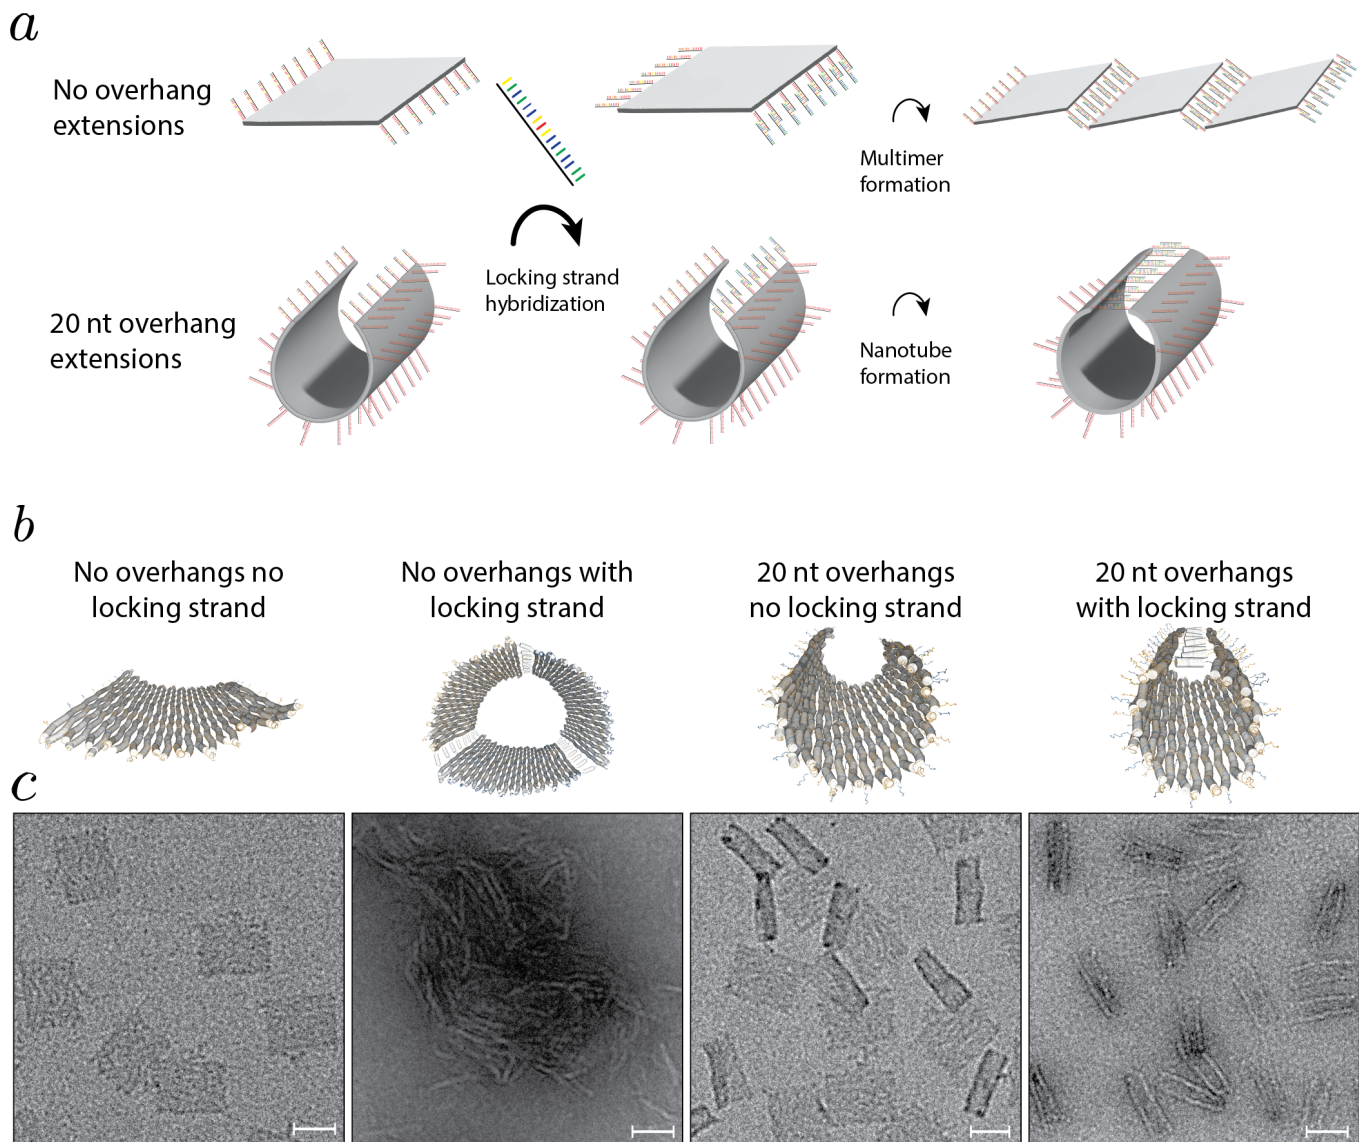 a
No overhang
extensions
Multimer
formation
Locking strand
hybridization
20 nt overhang
extensions
Nanotube
formation
b
No overhangs no
locking strand
No overhangs with
locking strand
20 nt overhangs
no locking strand
20 nt overhangs
with locking strand
c